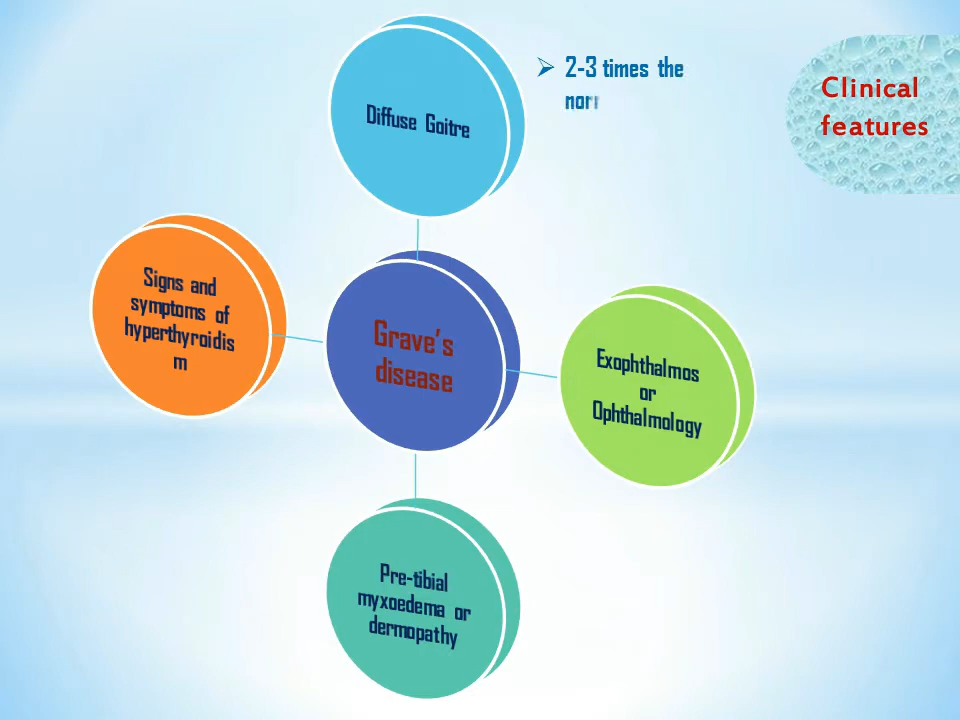 Diffuse Goitre
➢ 2-3 times the
Clinical
features
Signs and
symptoms of
hyperthyroidis
m
Grave's
disease
Exophthalmos
or
Ophthalmology
Pre-tibial
myxoedema or
dermopathy